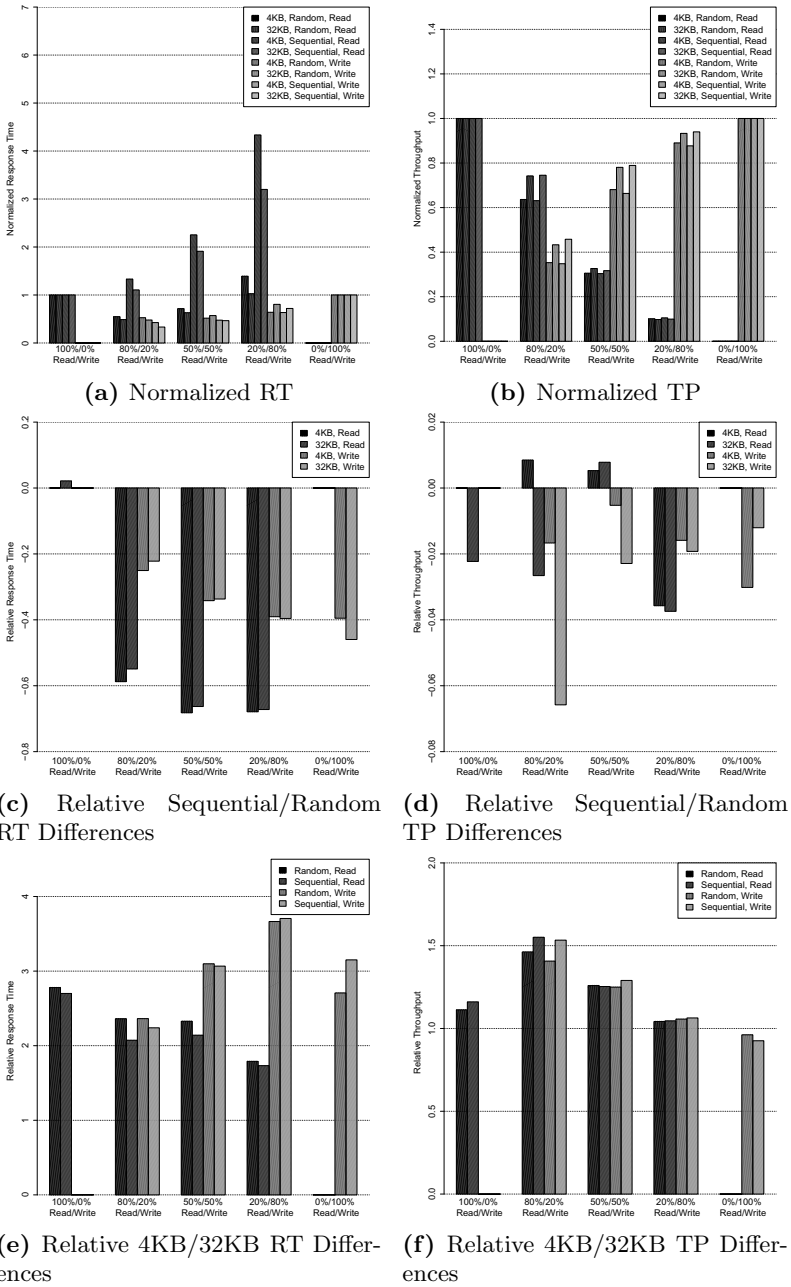 7
6
5
4
3
2
1
0
Normalized Response Time
4KB, Random, Read
32KB, Random, Read
4KB, Sequential, Read
32KB, Sequential, Read
4KB, Random, Write
32KB, Random, Write
4KB, Sequential, Write
32KB, Sequential, Write
100%/0% 80%/20% 50%/50% 20%/80% 0%/100%
Read/Write Read/Write Read/Write Read/Write Read/Write
(a) Normalized RT
1.4
1.2
1.0
0.8
0.6
0.4
0.2
0.0
Normalized Throughput
4KB, Random, Read
32KB, Random, Read
4KB, Sequential, Read
32KB, Sequential, Read
4KB, Random, Write
32KB, Random, Write
4KB, Sequential, Write
32KB, Sequential, Write
100%/0% 80%/20% 50%/50% 20%/80% 0%/100%
Read/Write Read/Write Read/Write Read/Write Read/Write
(b) Normalized TP
0.2
0.0
−0.2
−0.4
−0.6
−0.8
Relative Response Time
4KB, Read
32KB, Read
4KB, Write
32KB, Write
100%/0% 80%/20% 50%/50% 20%/80% 0%/100%
Read/Write Read/Write Read/Write Read/Write Read/Write
(c) Relative Sequential/Random
RT Differences
0.02
0.00
−0.02
−0.04
−0.06
−0.08
Relative Throughput
4KB, Read
32KB, Read
4KB, Write
32KB, Write
100%/0% 80%/20% 50%/50% 20%/80% 0%/100%
Read/Write Read/Write Read/Write Read/Write Read/Write
(d) Relative Sequential/Random
TP Differences
4
3
2
1
0
Relative Response Time
Random, Read
Sequential, Read
Random, Write
Sequential, Write
100%/0% 80%/20% 50%/50% 20%/80% 0%/100%
Read/Write Read/Write Read/Write Read/Write Read/Write
(e) Relative 4KB/32KB RT Differ-
ences
2.0
1.5
1.0
0.5
0.0
Relative Throughput
Random, Read
Sequential, Read
Random, Write
Sequential, Write
100%/0% 80%/20% 50%/50% 20%/80% 0%/100%
Read/Write Read/Write Read/Write Read/Write Read/Write
(f) Relative 4KB/32KB TP Differ-
ences